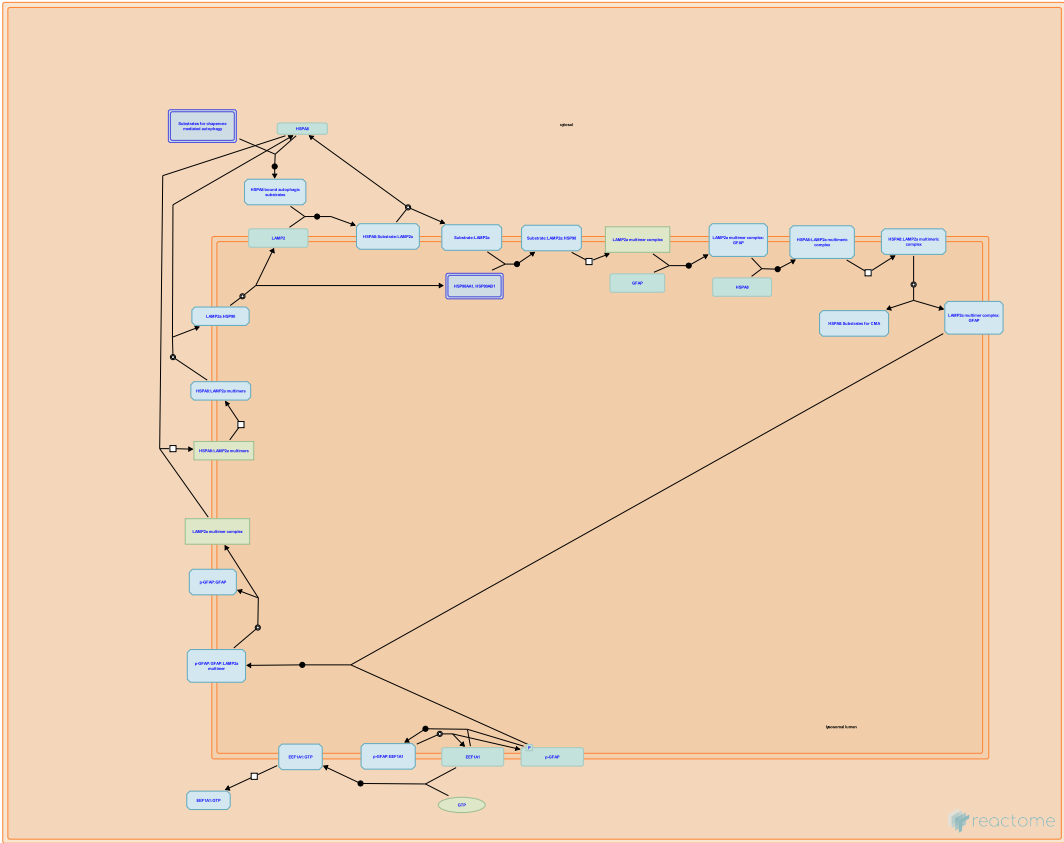 Substrates for chaperone
mediated autophagy
HSPA8
cytosol
HSPA8-bound autophagic
substrates
LAMP2
HSPA8:Substrate:LAMP2a
Substrate:LAMP2a
Substrate:LAMP2a:HSP90
LAMP2a multimer complex
LAMP2a multimer complex:
GFAP
HSPA8:LAMP2a multimeric
complex
HSPA8:LAMP2a multimeric
complex
HSP90AA1, HSP90AB1
GFAP
HSPA8
LAMP2a:HSP90
HSPA8:Substrates for CMA
LAMP2a multimer complex:
GFAP
HSPA8:LAMP2a multimers
HSPA8:LAMP2a multimers
LAMP2a multimer complex
p-GFAP:GFAP
p-GFAP:GFAP:LAMP2a
multimer
lysosomal lumen
P
EEF1A1:GTP
p-GFAP:EEF1A1
EEF1A1
p-GFAP
EEF1A1:GTP
GTP
reactome